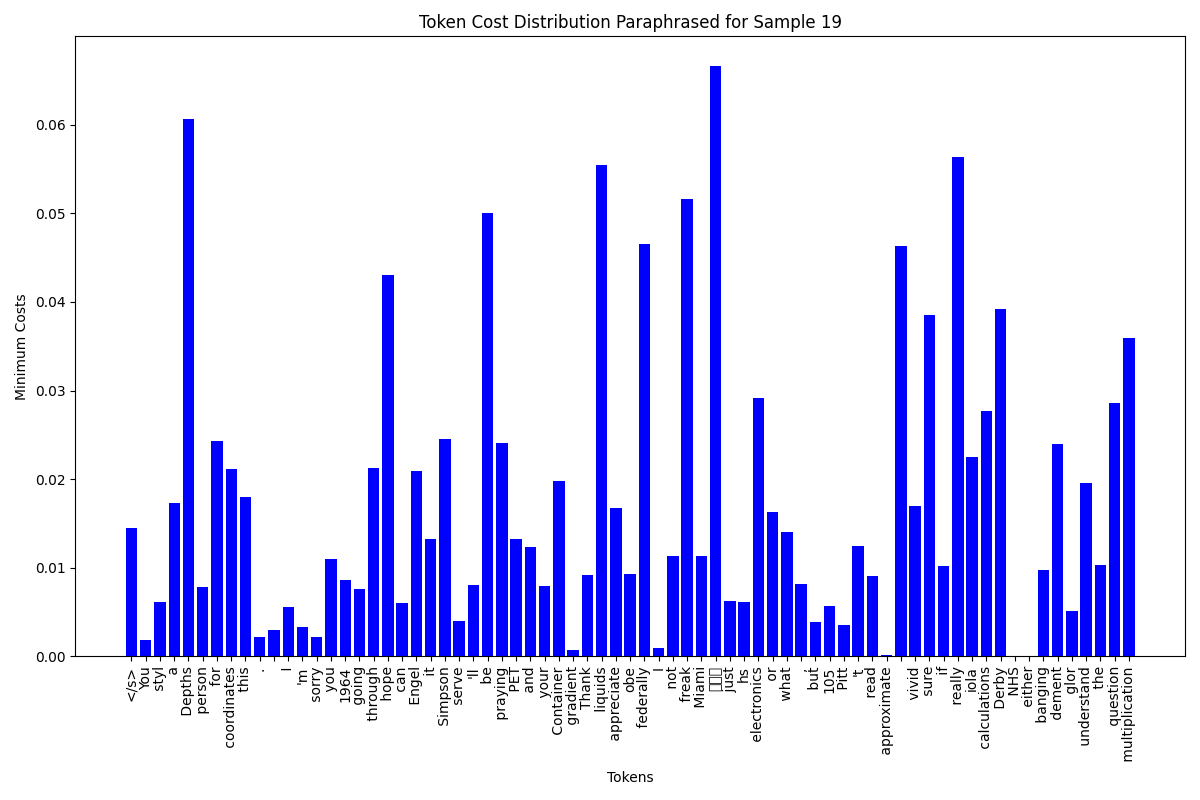 Token Cost Distribution Paraphrased for Sample 19
Minimum Costs
0.06
0.05
0.04
0.03
0.02
0.01
0.00
</s>
You
styl
a
Depths
person
for
coordinates
this
.
I
'm
sorry
you
1964
going
through
hope
can
Engel
it
Simpson
serve
'll
be
praying
PET
and
your
Container
gradient
Thank
liquids
appreciate
obe
federally
I
not
freak
Miami
□□□
just
hs
electronics
or
what
,
but
105
Pitt
't
read
approximate
vivid
sure
if
really
iola
calculations
Derby
NHS
either
banging
dement
glor
understand
the
question
multiplication
Tokens